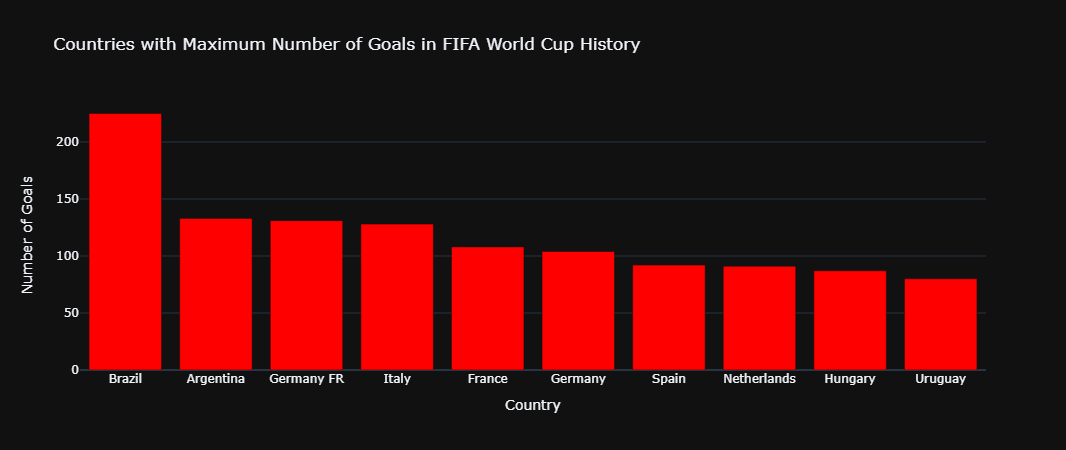 Countries with Maximum Number of Goals in FIFA World Cup History
Number of Goals
200
150
100
50
0
Brazil Argentina Germany FR Italy France Germany Spain Netherlands Hungary Uruguay
Country